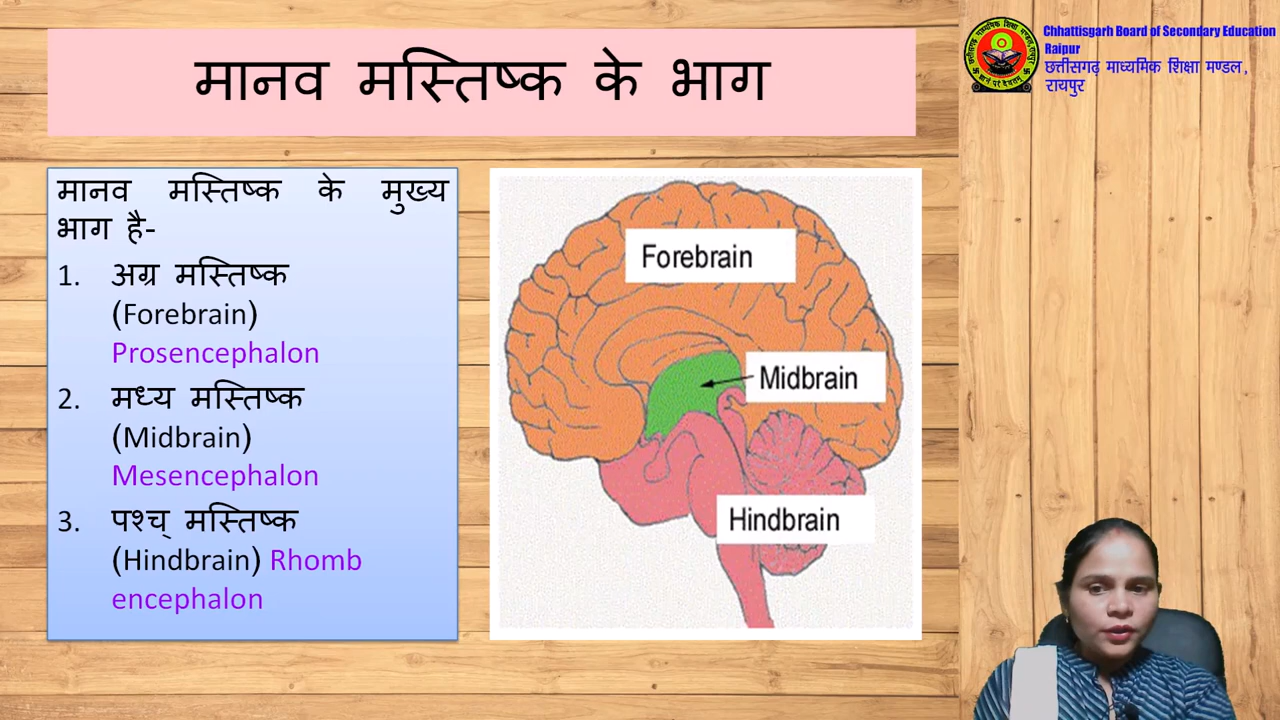 मानव मस्तिष्क के भाग
Chhattisgarh Board of Secondary Education
Raipur
छत्तीसगढ़ माध्यमिक शिक्षा मण्डल,
रायपुर
मानव मस्तिष्क के मुख्य
भाग है-
1. अग्र मस्तिष्क
(Forebrain)
Prosencephalon
2. मध्य मस्तिष्क
(Midbrain)
Mesencephalon
3. पश्च् मस्तिष्क
(Hindbrain) Rhomb
encephalon
Forebrain
Midbrain
Hindbrain